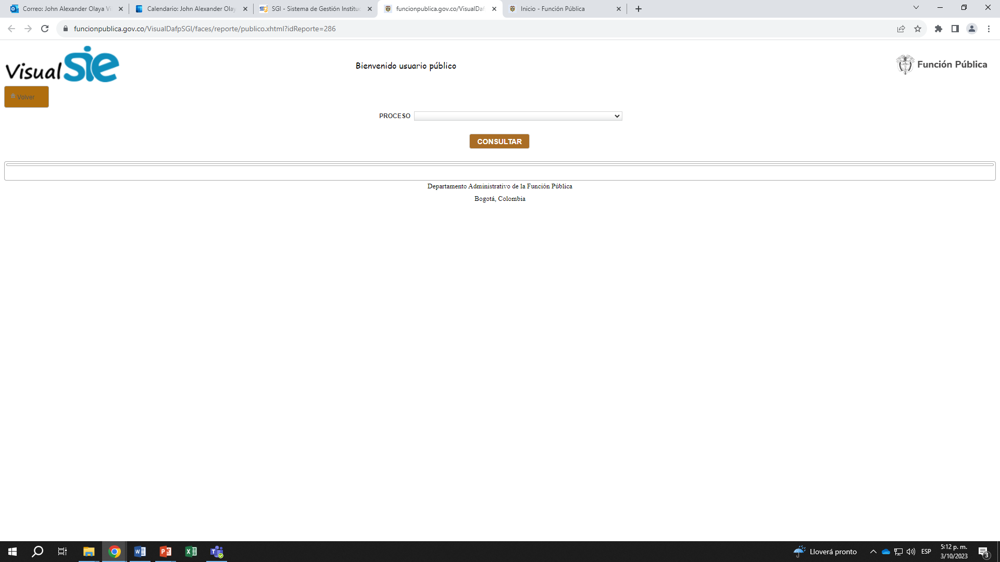 Correo: John Alexander Olaya Vi
Calendario: John Alexander Olay
SGI - Sistema de Gestión Instituc
funcionpublica.gov.co/VisualDaf
Inicio - Función Pública
funcionpublica.gov.co/VisualDafpSGI/faces/reporte/publico.xhtml?idReporte=286
Visual sie
Bienvenido usuario público
Función Pública
Volver
PROCESO
CONSULTAR
Departamento Administrativo de la Función Pública
Bogotá, Colombia
Lloverá pronto
ESP
5:12 p. m.
3/10/2023
3